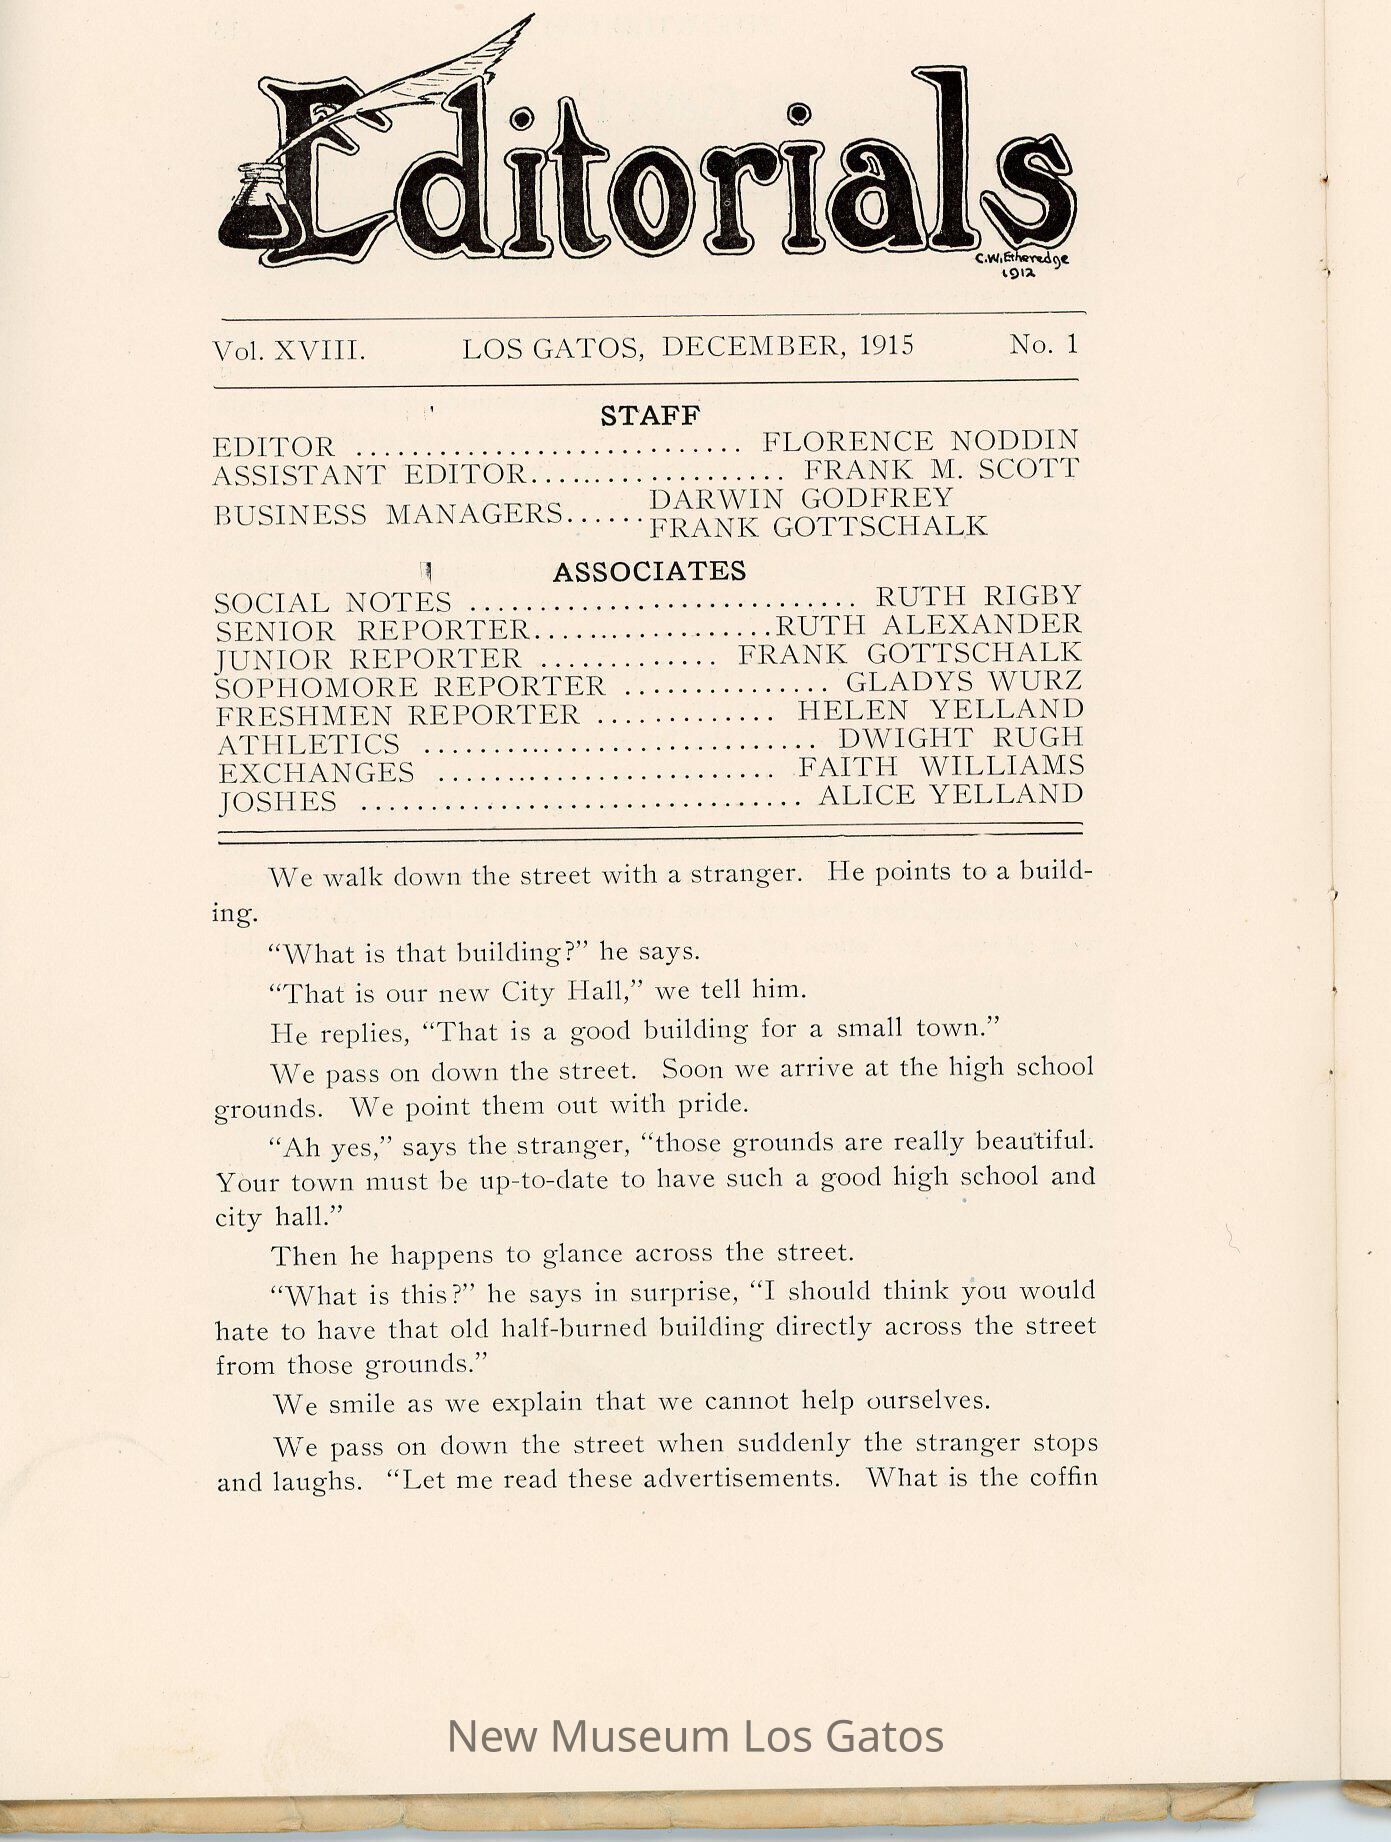 Editorials
C.W.Etheredge
1912
Vol. XVIII. LOS GATOS, DECEMBER, 1915 No. 1
STAFF
EDITOR ............................ FLORENCE NODDIN
ASSISTANT EDITOR.................. FRANK M. SCOTT
BUSINESS MANAGERS...... DARWIN GODFREY
FRANK GOTTSCHALK
ASSOCIATES
SOCIAL NOTES ............................ RUTH RIGBY
SENIOR REPORTER..................RUTH ALEXANDER
JUNIOR REPORTER ............. FRANK GOTTSCHALK
SOPHOMORE REPORTER ............... GLADYS WURZ
FRESHMEN REPORTER ............. HELEN YELLAND
ATHLETICS ............................. DWIGHT RUGH
EXCHANGES ......................... FAITH WILLIAMS
JOSHES ................................ ALICE YELLAND
We walk down the street with a stranger. He points to a build-
ing.
“What is that building?” he says.
“That is our new City Hall,” we tell him.
He replies, “That is a good building for a small town.”
We pass on down the street. Soon we arrive at the high school
grounds. We point them out with pride.
“Ah yes,” says the stranger, “those grounds are really beautiful.
Your town must be up-to-date to have such a good high school and
city hall.”
Then he happens to glance across the street.
“What is this?” he says in surprise, “I should think you would
hate to have that old half-burned building directly across the street
from those grounds.”
We smile as we explain that we cannot help ourselves.
We pass on down the street when suddenly the stranger stops
and laughs. “Let me read these advertisements. What is the coffin
New Museum Los Gatos